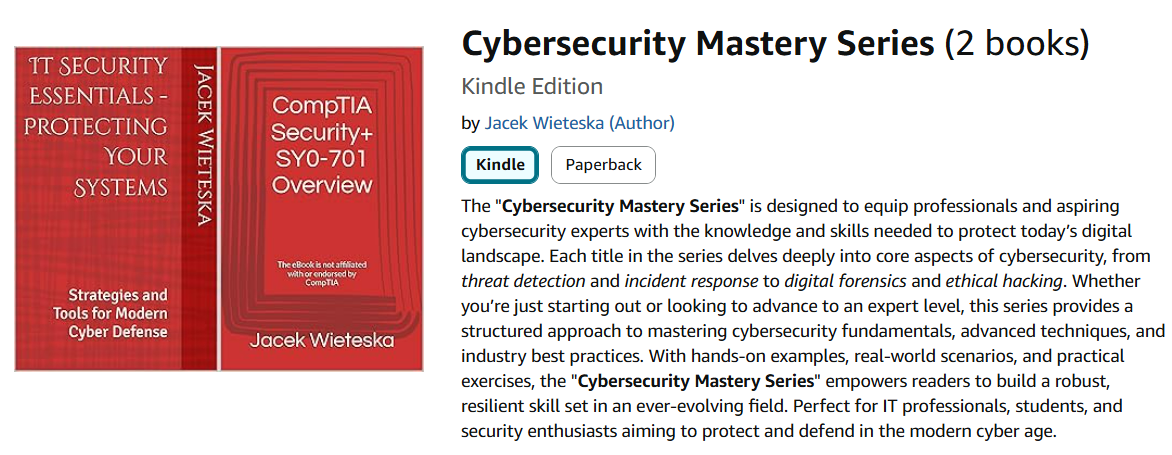 IT SECURITY
ESSENTIALS -
PROTECTING
YOUR
SYSTEMS
Strategies and
Tools for Modern
Cyber Defense
JACEK WIETESKA
CompTIA
Security+
SY0-701
Overview
The eBook is not affiliated
with or endorsed by
CompTIA
Jacek Wieteska
Cybersecurity Mastery Series (2 books)
Kindle Edition
by Jacek Wieteska (Author)
Kindle
Paperback
The "Cybersecurity Mastery Series" is designed to equip professionals and aspiring
cybersecurity experts with the knowledge and skills needed to protect today’s digital
landscape. Each title in the series delves deeply into core aspects of cybersecurity, from
threat detection and incident response to digital forensics and ethical hacking. Whether
you’re just starting out or looking to advance to an expert level, this series provides a
structured approach to mastering cybersecurity fundamentals, advanced techniques, and
industry best practices. With hands-on examples, real-world scenarios, and practical
exercises, the "Cybersecurity Mastery Series" empowers readers to build a robust,
resilient skill set in an ever-evolving field. Perfect for IT professionals, students, and
security enthusiasts aiming to protect and defend in the modern cyber age.